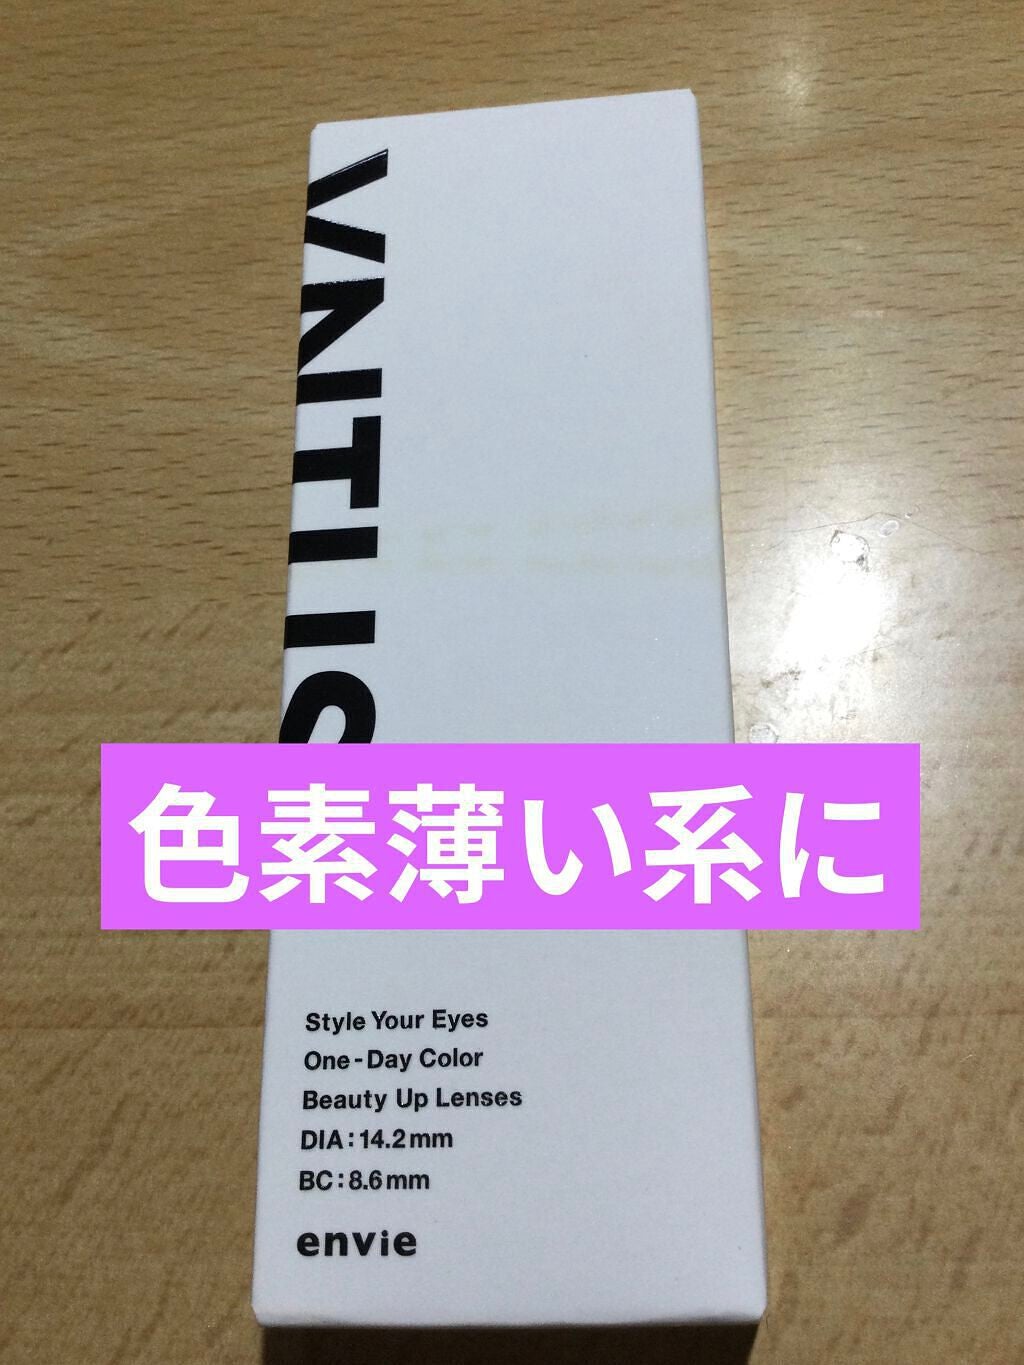 色素薄い系に
Style Your Eyes
One-Day Color
Beauty Up Lenses
DIA:14.2mm
BC:8.6mm
envie